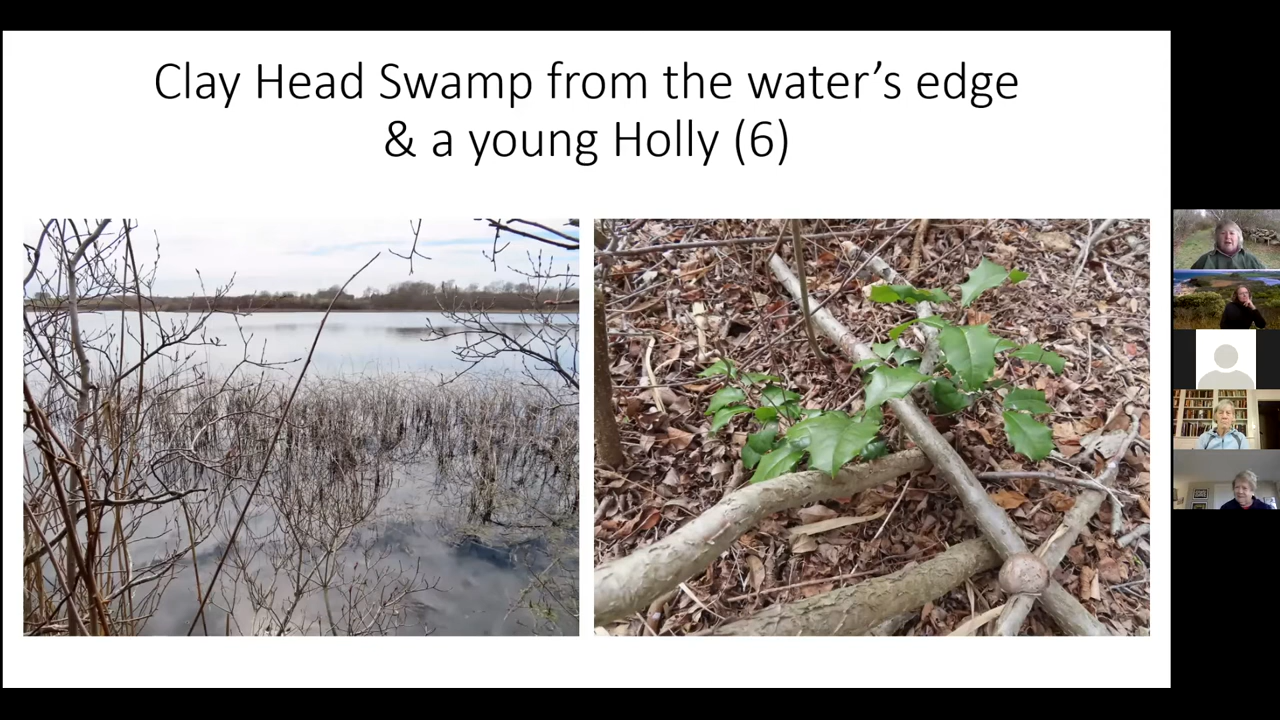 Clay Head Swamp from the water’s edge
& a young Holly (6)